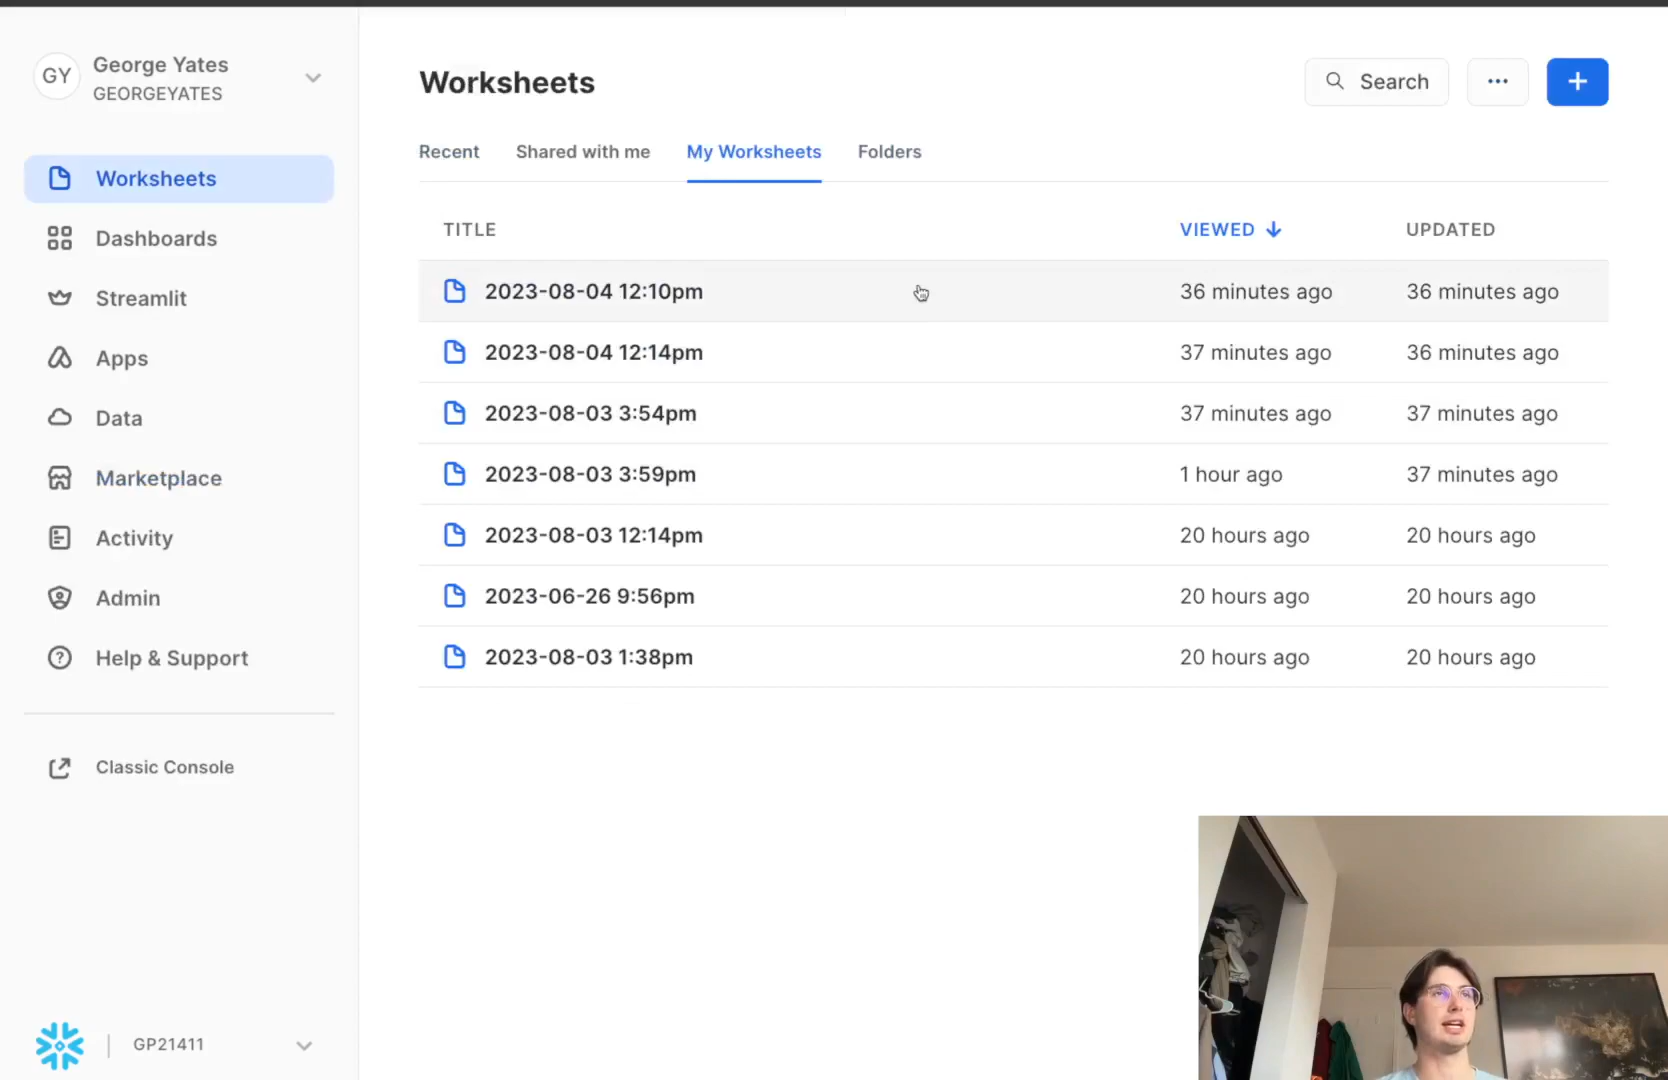 GY
George Yates
GEORGEYATES
Worksheets
Dashboards
Streamlit
Apps
Data
Marketplace
Activity
Admin
Help & Support
Classic Console
GP21411
Worksheets
Search
Recent Shared with me My Worksheets Folders
TITLE VIEWED UPDATED
2023-08-04 12:10pm 36 minutes ago 36 minutes ago
2023-08-04 12:14pm 37 minutes ago 36 minutes ago
2023-08-03 3:54pm 37 minutes ago 37 minutes ago
2023-08-03 3:59pm 1 hour ago 37 minutes ago
2023-08-03 12:14pm 20 hours ago 20 hours ago
2023-06-26 9:56pm 20 hours ago 20 hours ago
2023-08-03 1:38pm 20 hours ago 20 hours ago